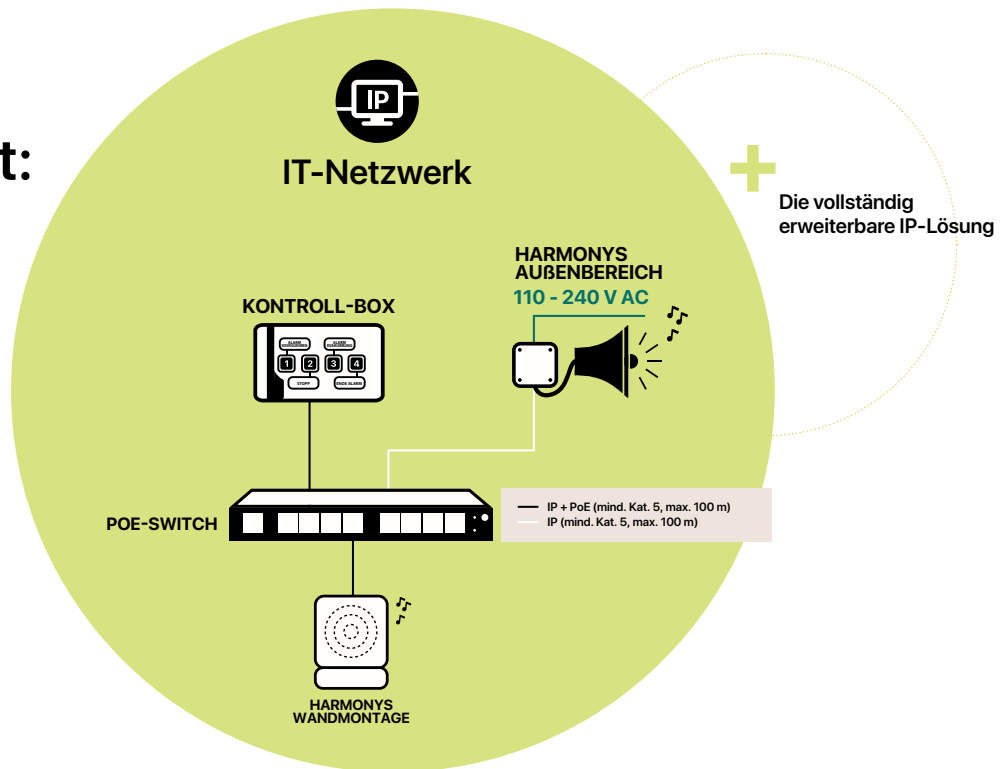 t:
IP
IT-Netzwerk
Die vollständig
erweiterbare IP-Lösung
HARMONYS
AUßENBEREICH
110 - 240 V AC
KONTROLL-BOX
ALARM
ALARM
1 2 3 4
STOPP
ENDE ALARM
POE-SWITCH
IP + PoE (mind. Kat. 5, max. 100 m)
IP (mind. Kat. 5, max. 100 m)
HARMONYS
WANDMONTAGE